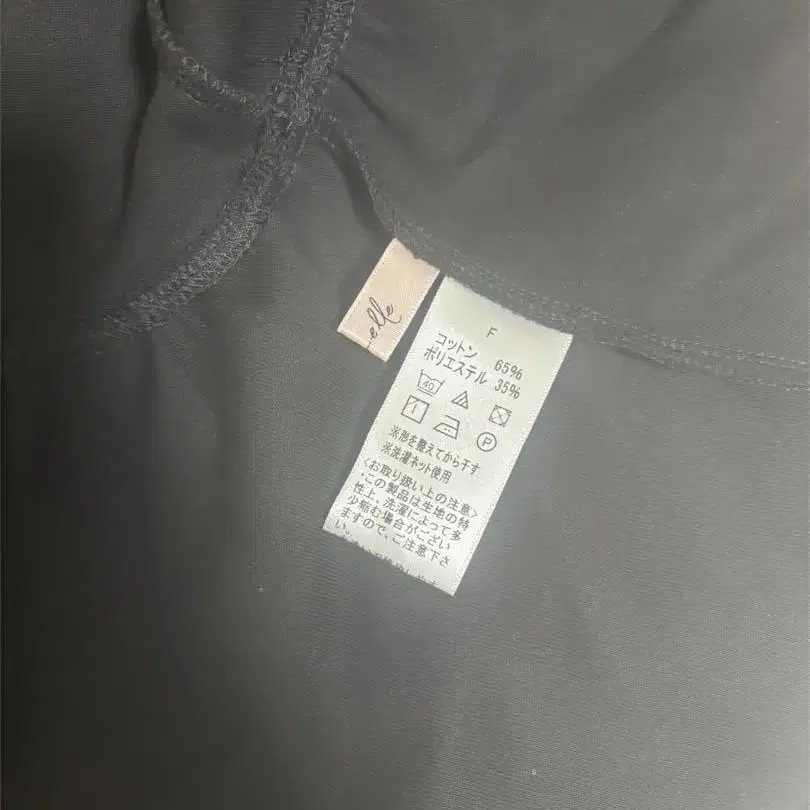 elle
F
コットン 65%
ポリエステル 35%
40
P
※形を整えてから干す
※洗濯ネット使用
〈お取り扱い上の注意〉
・この製品は生地の特
性上、洗濯によって多
少縮む場合がござい
ますので、ご注意下さ
い。